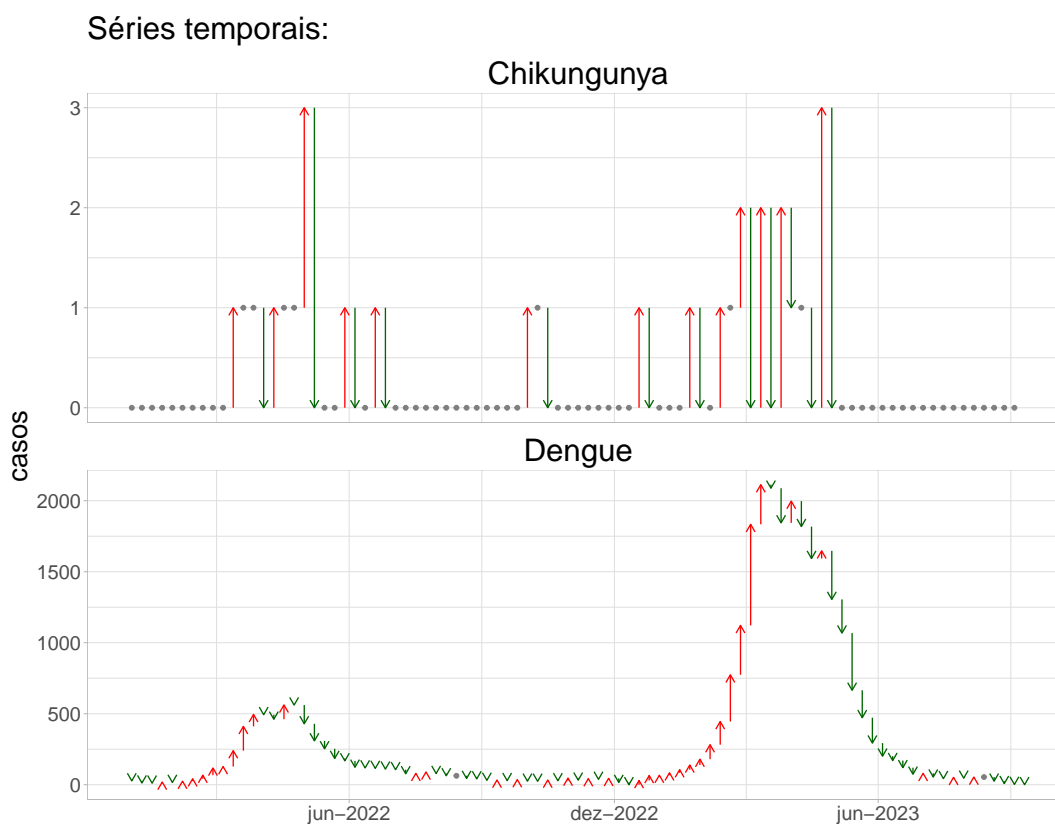 Séries temporais:
Chikungunya
3
2
1
0
casos
Dengue
2000
1500
1000
500
0
jun−2022
dez−2022
jun−2023